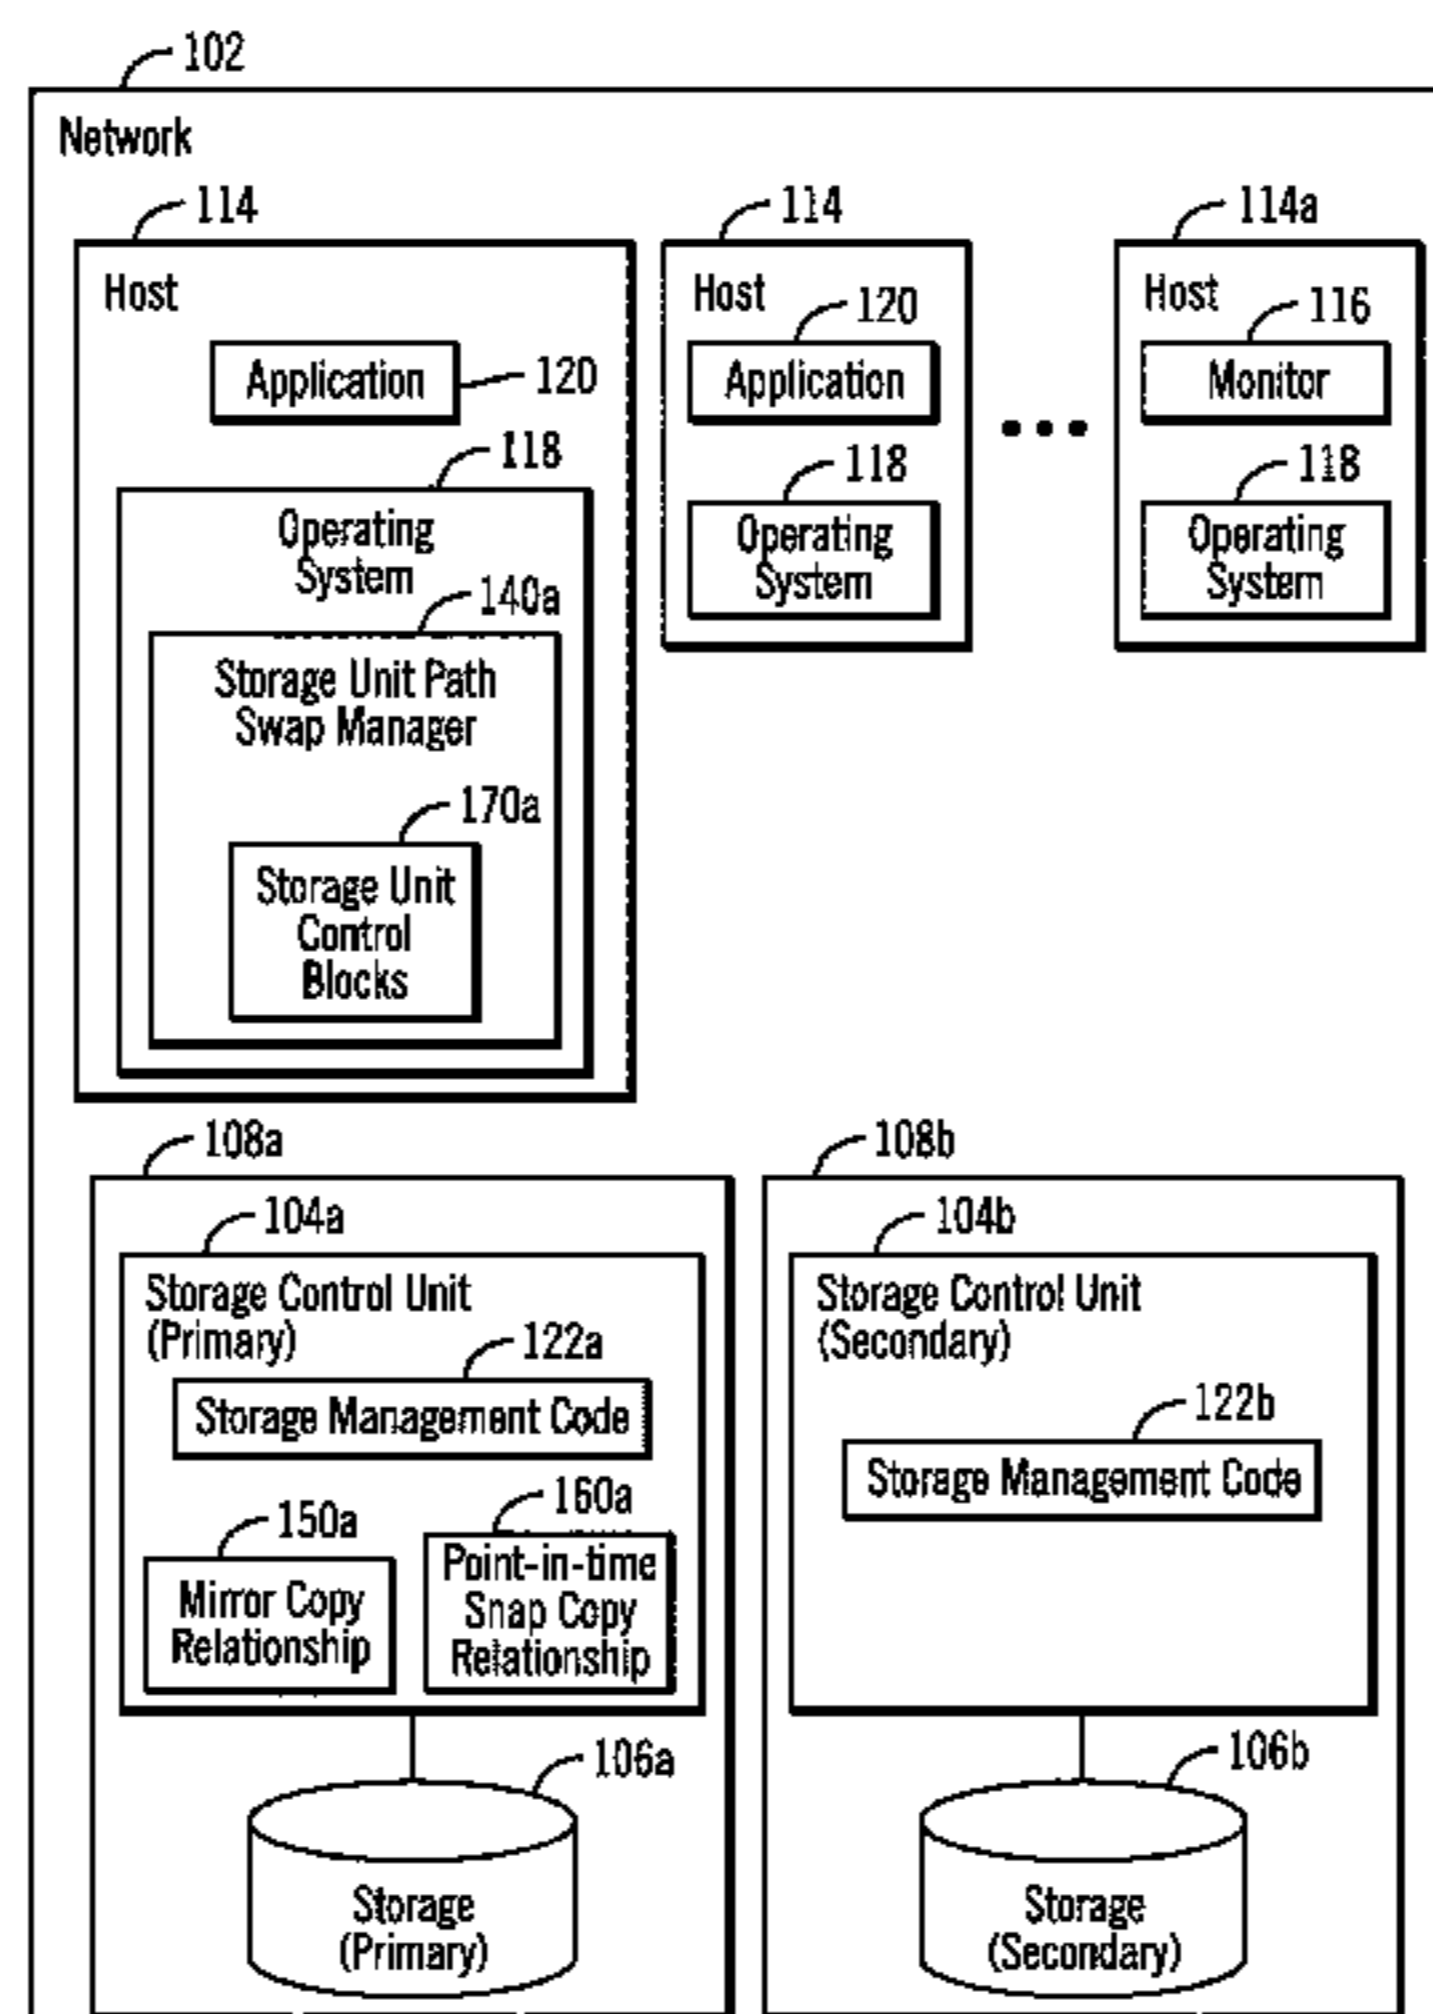 102
Network
114
Host
Application
120
118
Operating
System
140a
Storage Unit Path
Swap Manager
170a
Storage Unit
Control
Blocks
114
Host
120
Application
118
Operating
System
114a
Host
116
Monitor
118
Operating
System
108a
104a
Storage Control Unit
(Primary)
122a
Storage Management Code
150a
Mirror Copy
Relationship
160a
Point-in-time
Snap Copy
Relationship
106a
Storage
(Primary)
108b
104b
Storage Control Unit
(Secondary)
122b
Storage Management Code
106b
Storage
(Secondary)